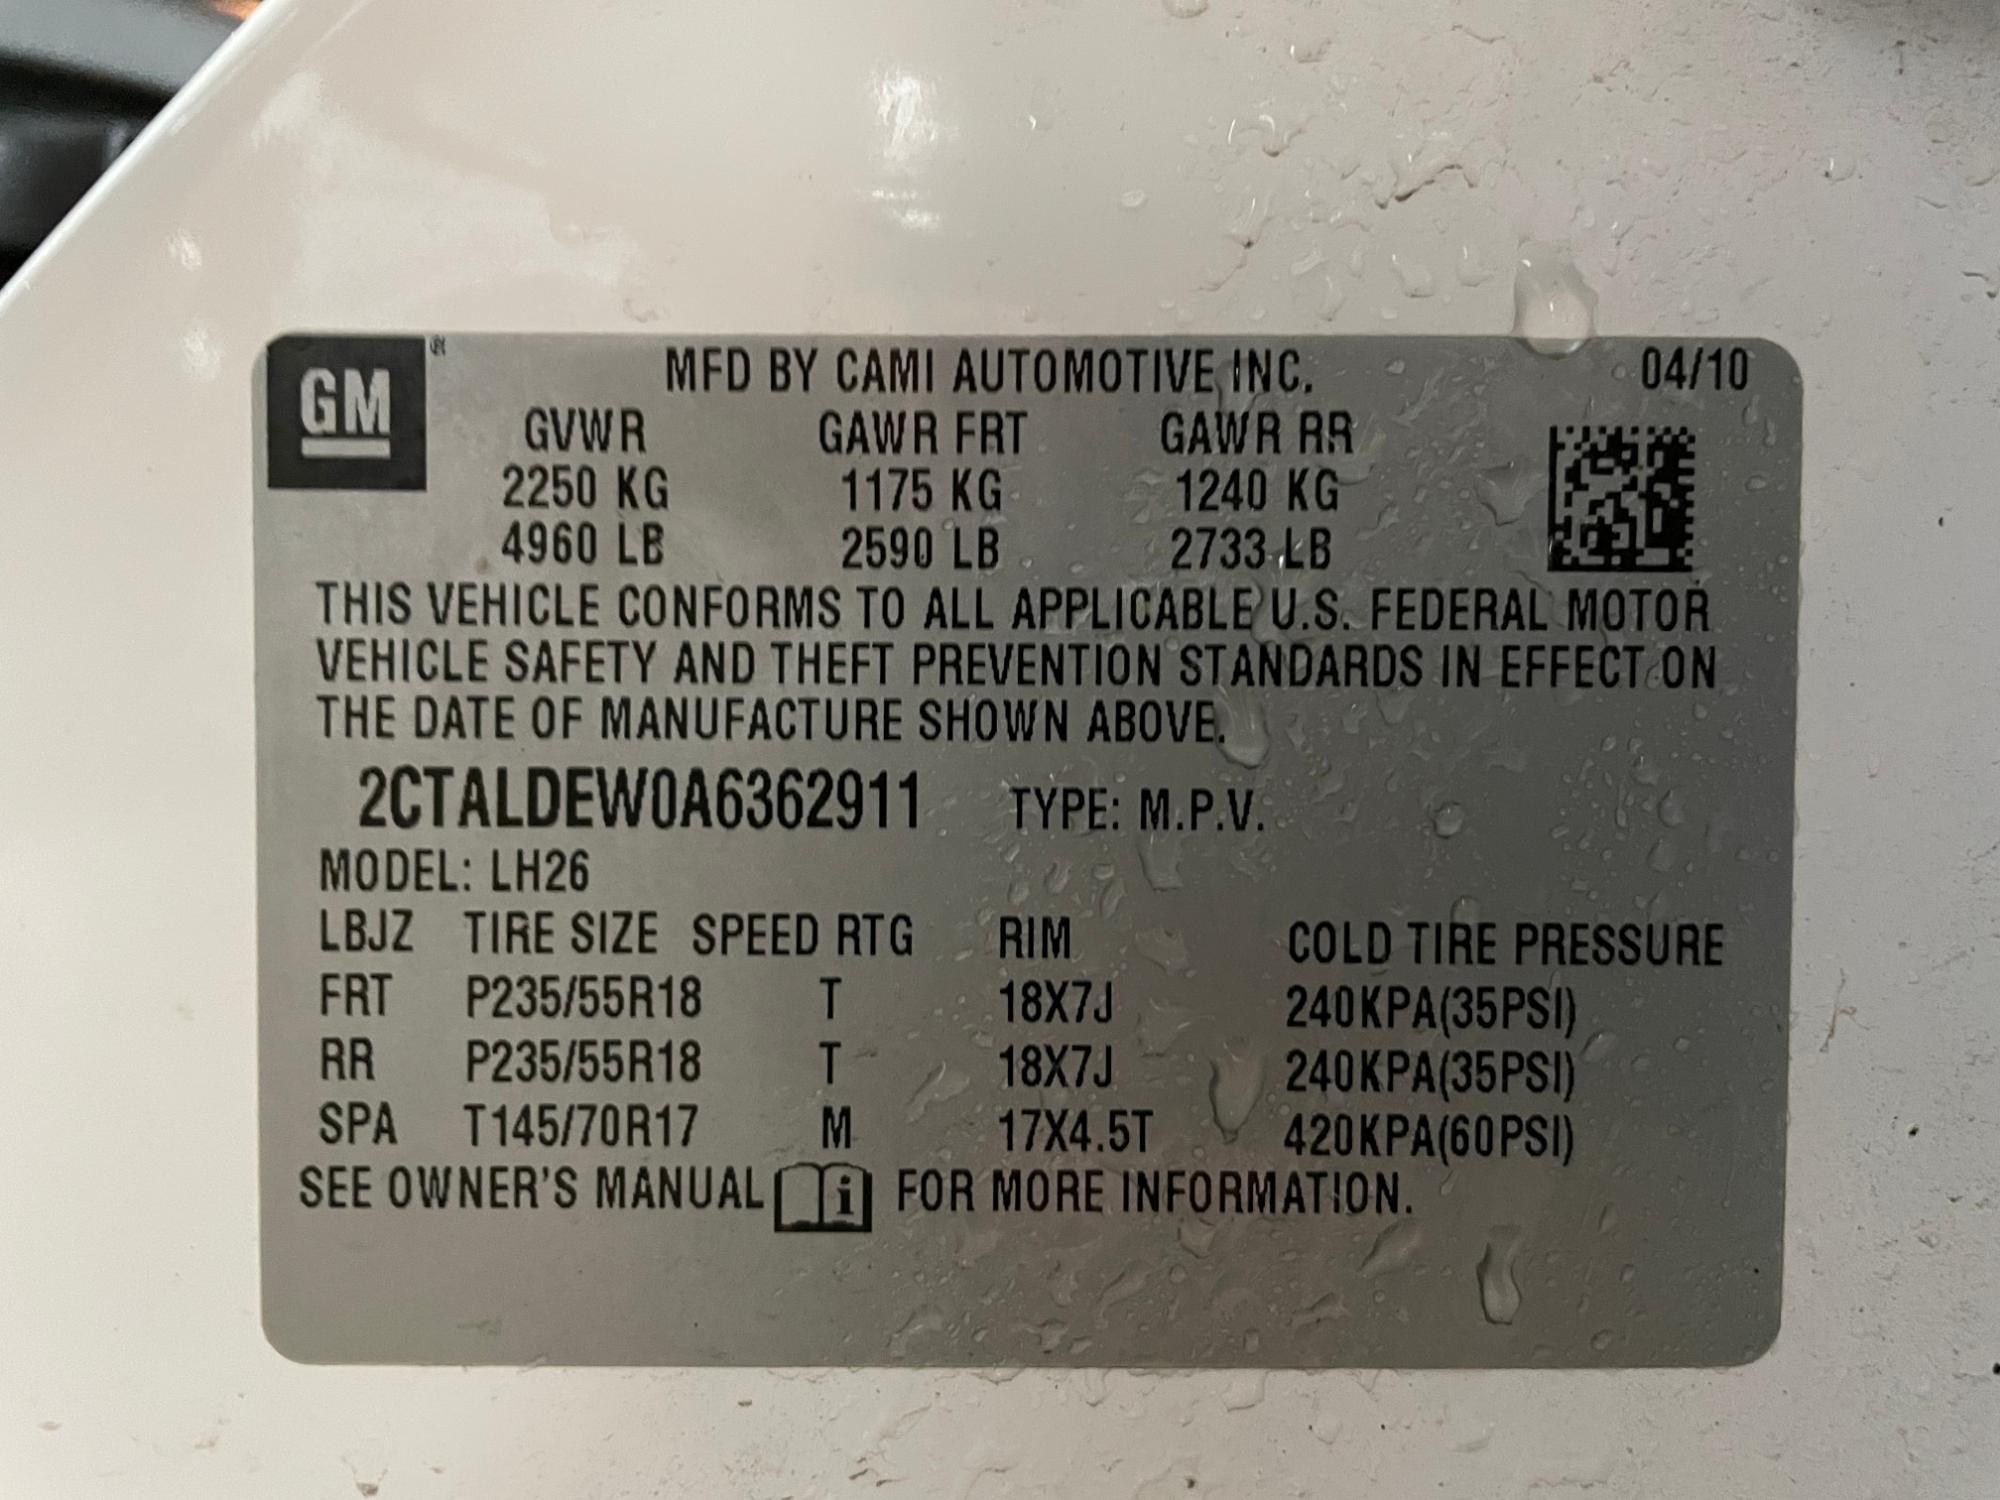 GM ® MFD BY CAMI AUTOMOTIVE INC. 04/10
GVWR GAWR FRT GAWR RR
2250 KG 1175 KG 1240 KG
4960 LB 2590 LB 2733 LB
THIS VEHICLE CONFORMS TO ALL APPLICABLE U.S. FEDERAL MOTOR
VEHICLE SAFETY AND THEFT PREVENTION STANDARDS IN EFFECT ON
THE DATE OF MANUFACTURE SHOWN ABOVE.
2CTALDEW0A6362911 TYPE: M.P.V.
MODEL: LH26
LBJZ TIRE SIZE SPEED RTG RIM COLD TIRE PRESSURE
FRT P235/55R18 T 18X7J 240KPA(35PSI)
RR P235/55R18 T 18X7J 240KPA(35PSI)
SPA T145/70R17 M 17X4.5T 420KPA(60PSI)
SEE OWNER'S MANUAL i FOR MORE INFORMATION.